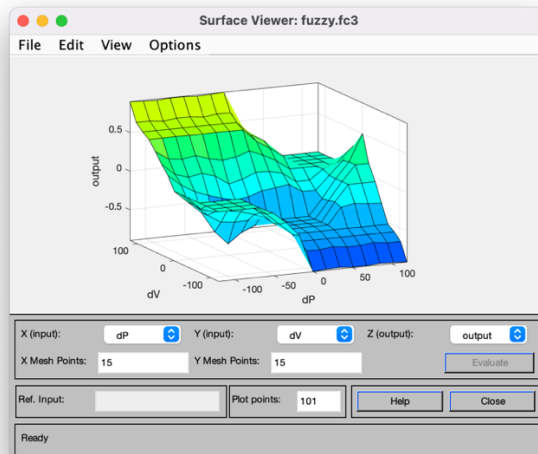 Surface Viewer: fuzzy.fc3
File Edit View Options
0.5
0
-0.5
output
100
0
-100
dV
-100
-50
0
50
100
dP
X (input): dP Y (input): dV Z (output): output
X Mesh Points: 15 Y Mesh Points: 15 Evaluate
Ref. Input: Plot points: 101 Help Close
Ready